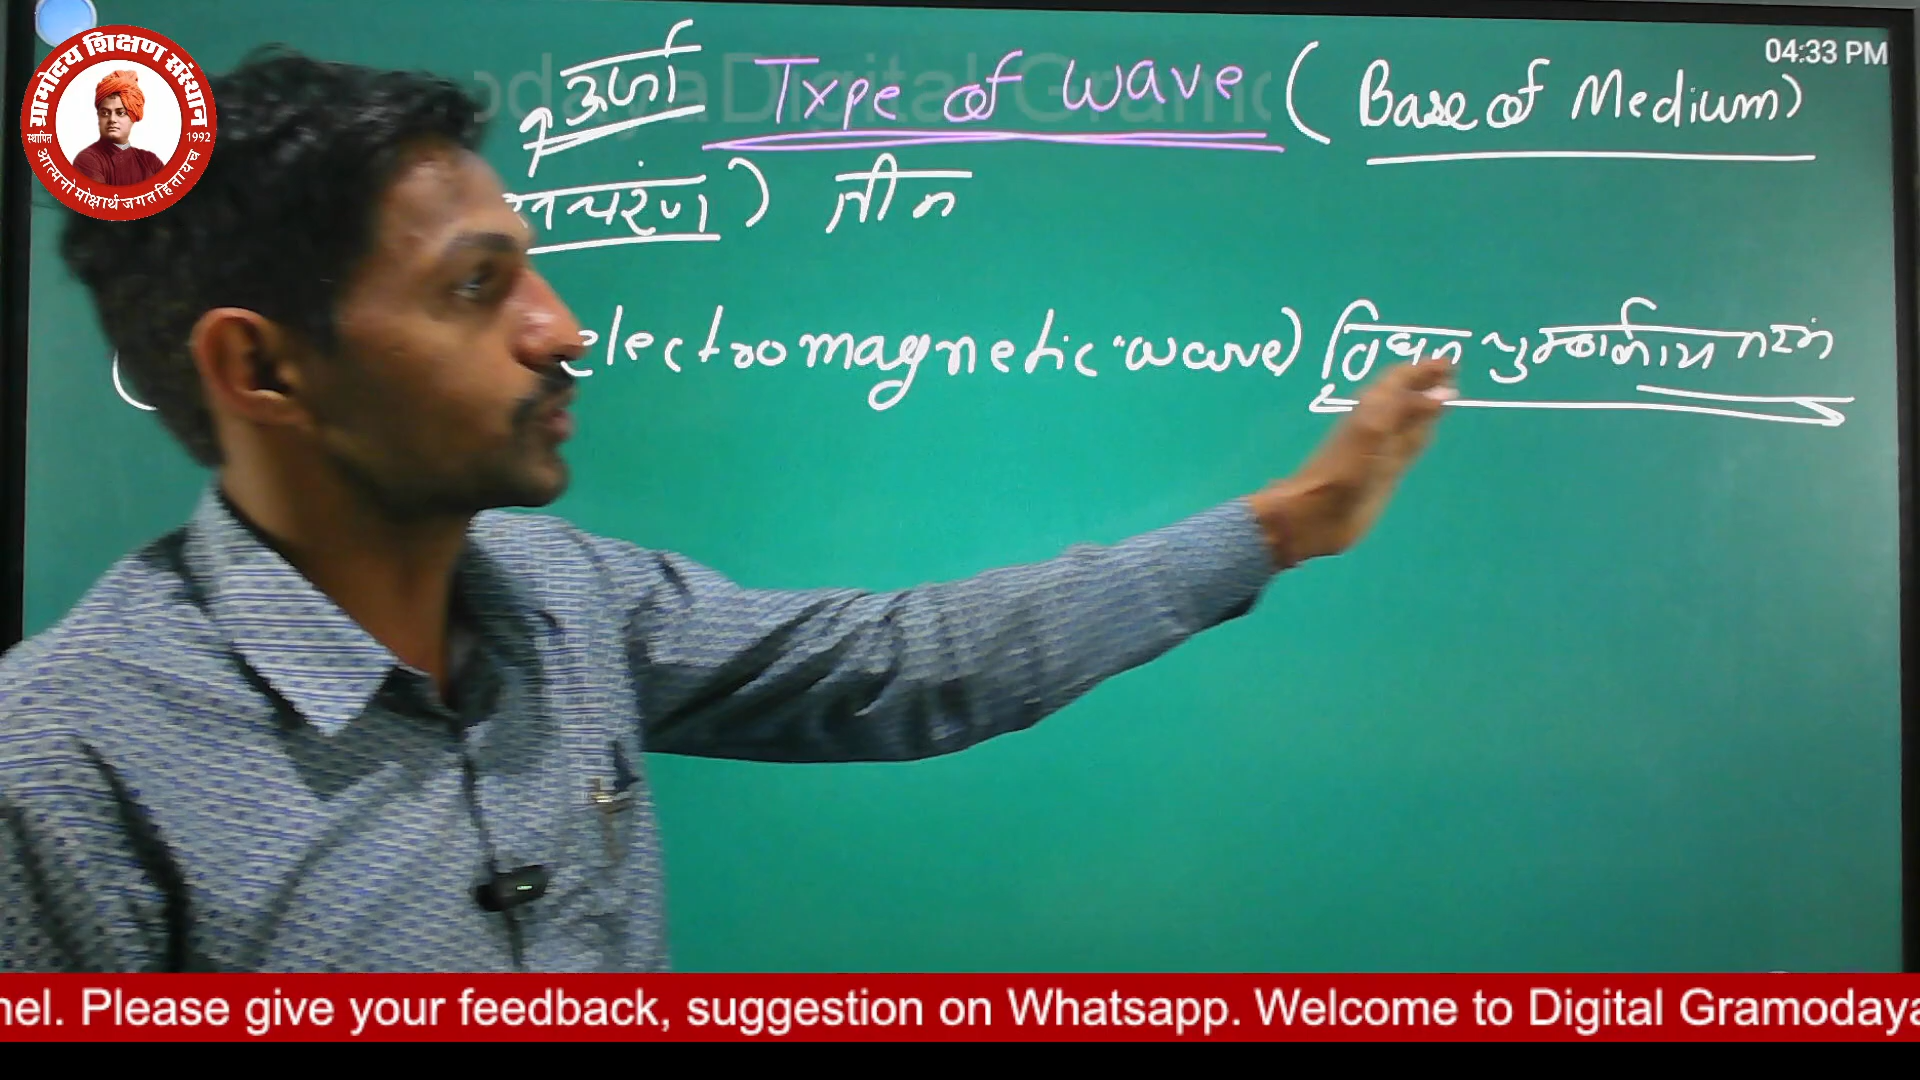 ग्रामोदय शिक्षण संस्थान
स्थापित 1992
आत्मनो मोक्षार्थ जगत हिताय च
04:33 PM
ऊर्जा Type of wave (Base of Medium)
तीन
electromagnetic wave) विधुत चुम्बकीय तरंग
nel. Please give your feedback, suggestion on Whatsapp. Welcome to Digital Gramodaya